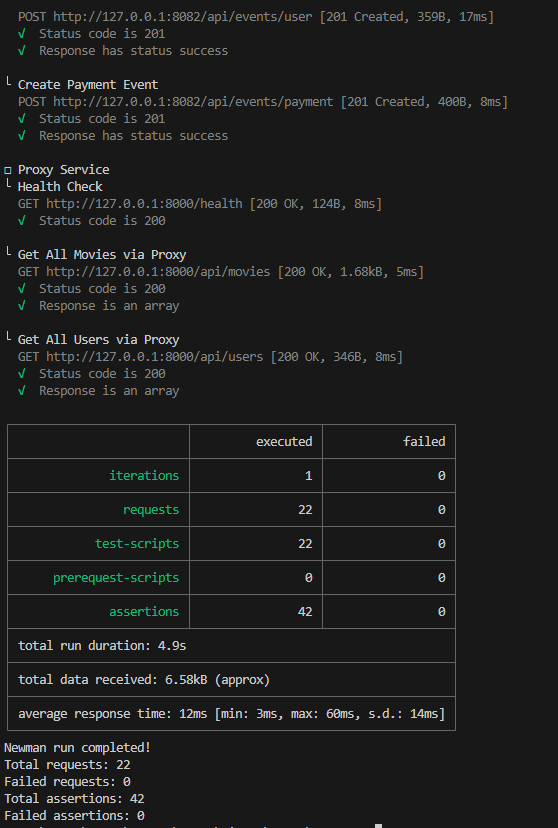 POST http://127.0.0.1:8082/api/events/user [201 Created, 359B, 17ms]
√ Status code is 201
√ Response has status success
└ Create Payment Event
POST http://127.0.0.1:8082/api/events/payment [201 Created, 400B, 8ms]
√ Status code is 201
√ Response has status success
□ Proxy Service
└ Health Check
GET http://127.0.0.1:8000/health [200 OK, 124B, 8ms]
√ Status code is 200
└ Get All Movies via Proxy
GET http://127.0.0.1:8000/api/movies [200 OK, 1.68kB, 5ms]
√ Status code is 200
√ Response is an array
└ Get All Users via Proxy
GET http://127.0.0.1:8000/api/users [200 OK, 346B, 8ms]
√ Status code is 200
√ Response is an array
executed failed
iterations 1 0
requests 22 0
test-scripts 22 0
prerequest-scripts 0 0
assertions 42 0
total run duration: 4.9s
total data received: 6.58kB (approx)
average response time: 12ms [min: 3ms, max: 60ms, s.d.: 14ms]
Newman run completed!
Total requests: 22
Failed requests: 0
Total assertions: 42
Failed assertions: 0